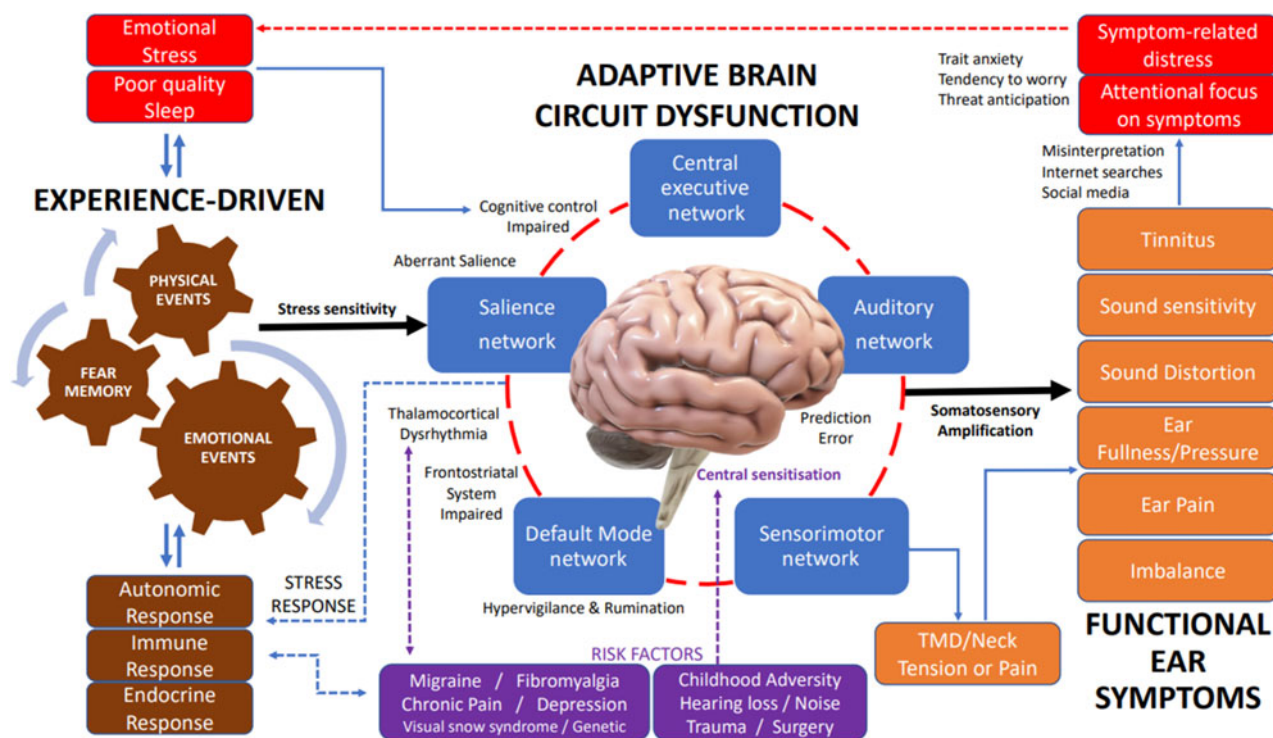 Emotional
Stress
Poor quality
Sleep
EXPERIENCE-DRIVEN
PHYSICAL
EVENTS
FEAR
MEMORY
EMOTIONAL
EVENTS
Autonomic
Response
Immune
Response
Endocrine
Response
STRESS
RESPONSE
Stress sensitivity
ADAPTIVE BRAIN
CIRCUIT DYSFUNCTION
Central
executive
network
Cognitive control
Impaired
Aberrant Salience
Salience
network
Auditory
network
Thalamocortical
Dysrhythmia
Frontostriatal
System
Impaired
Prediction
Error
Central sensitisation
Default Mode
network
Sensorimotor
network
Hypervigilance & Rumination
RISK FACTORS
Migraine / Fibromyalgia
Chronic Pain / Depression
Visual snow syndrome / Genetic
Childhood Adversity
Hearing loss / Noise
Trauma / Surgery
Somatosensory
Amplification
TMD/Neck
Tension or Pain
Symptom-related
distress
Attentional focus
on symptoms
Trait anxiety
Tendency to worry
Threat anticipation
Misinterpretation
Internet searches
Social media
Tinnitus
Sound sensitivity
Sound Distortion
Ear
Fullness/Pressure
Ear Pain
Imbalance
FUNCTIONAL
EAR
SYMPTOMS